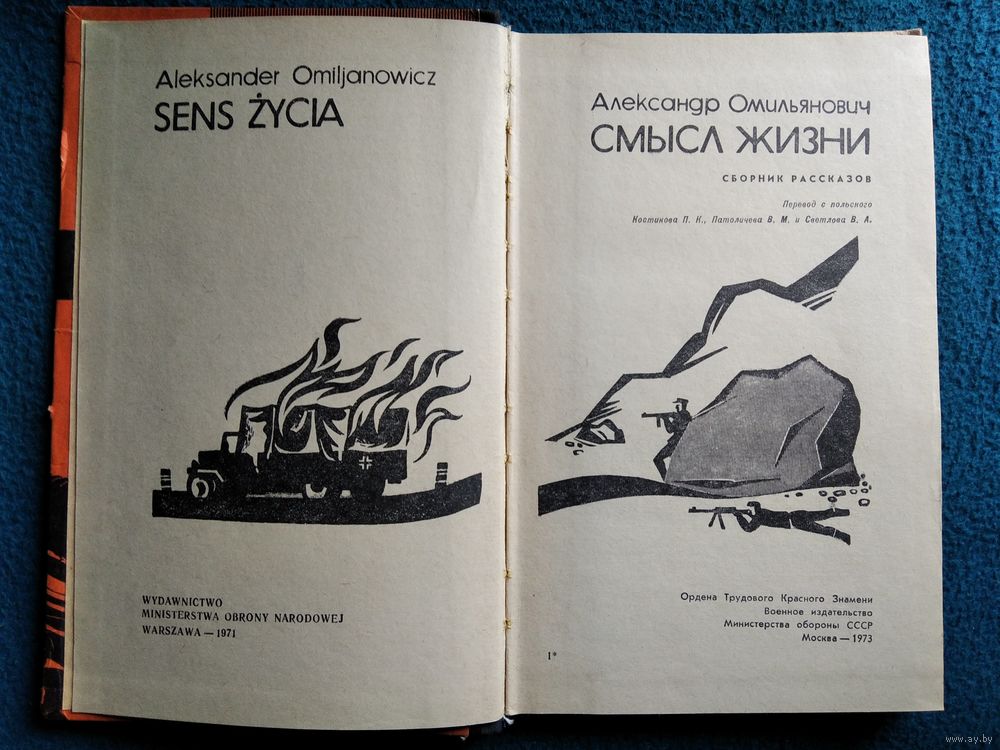 Aleksander Omiljanowicz
SENS ŻYCIA
WYDAWNICTWO
MINISTERSTWA OBRONY NARODOWEJ
WARSZAWA — 1971
Александр Омильянович
СМЫСЛ ЖИЗНИ
СБОРНИК РАССКАЗОВ
Перевод с польского
Костикова П. К., Патоличева В. М. и Светлова В. А.
Ордена Трудового Красного Знамени
Военное издательство
Министерства обороны СССР
Москва — 1973
1*
www.ay.by